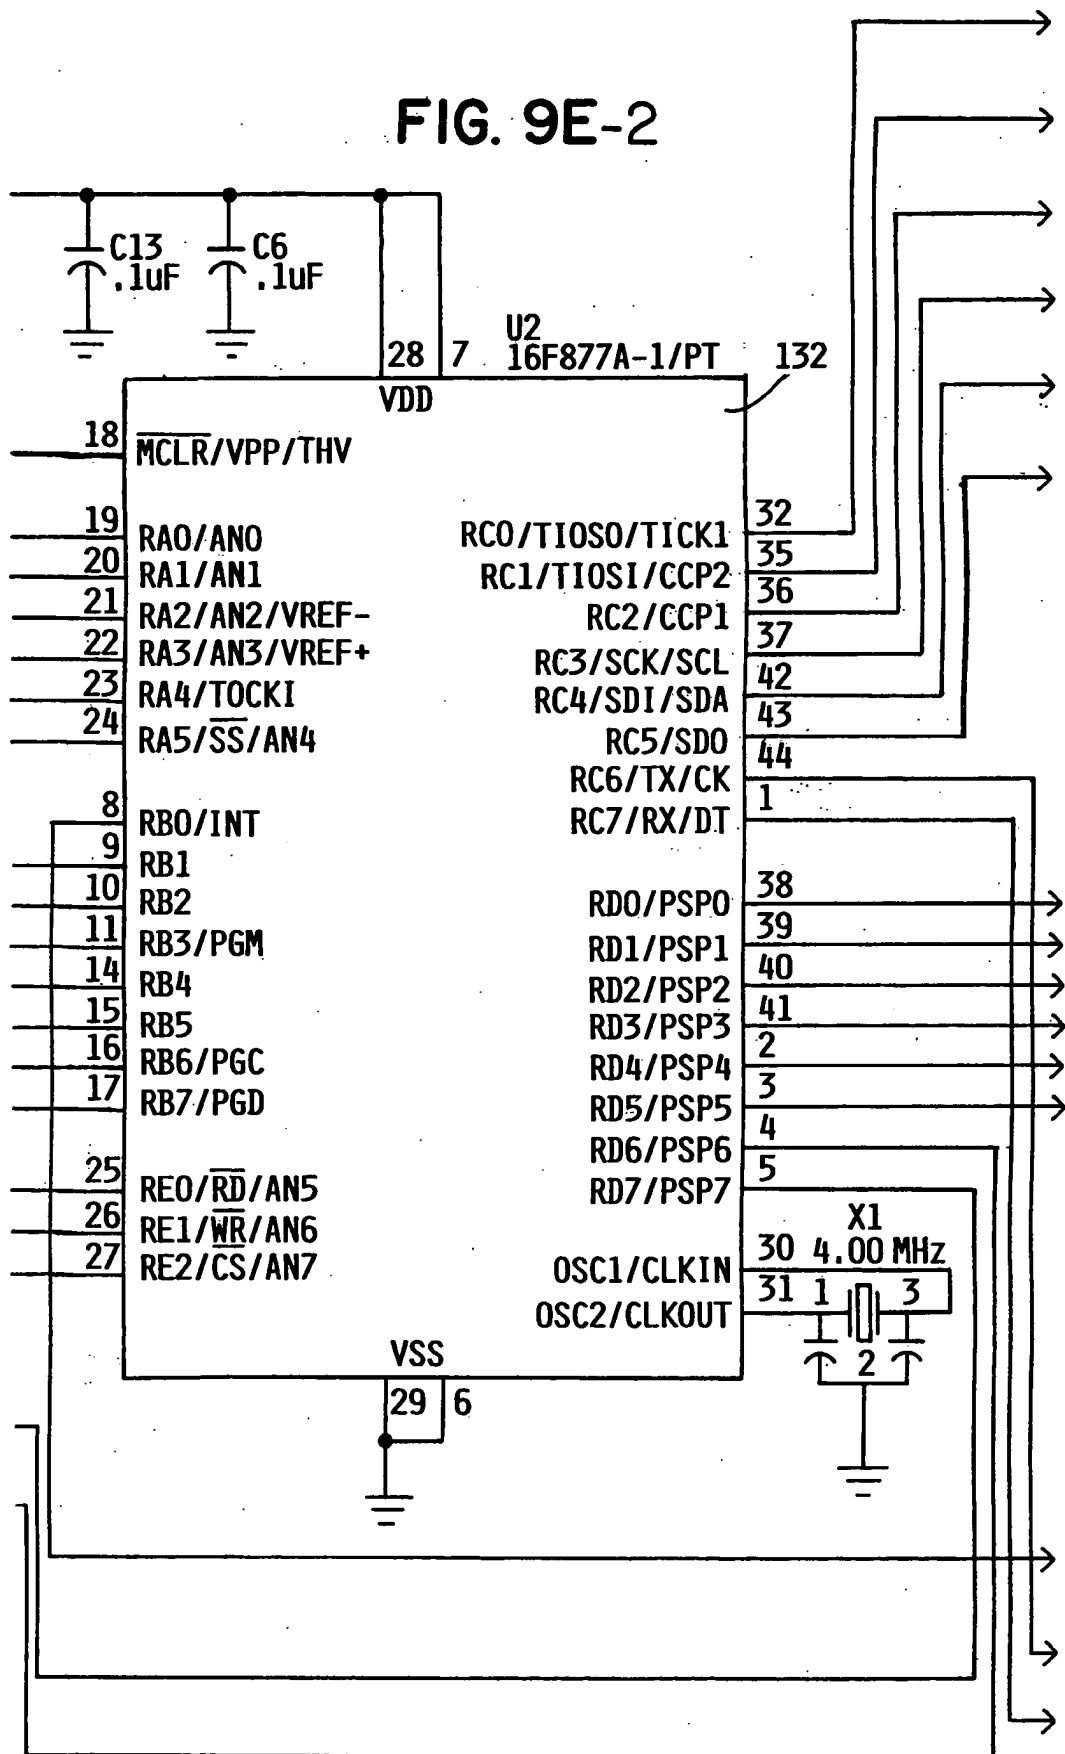 FIG. 9E-2
C13
.1uF
C6
.1uF
U2
16F877A-1/PT
132
28 7
VDD
18 MCLR/VPP/THV
19 RA0/AN0
20 RA1/AN1
21 RA2/AN2/VREF-
22 RA3/AN3/VREF+
23 RA4/TOCKI
24 RA5/SS/AN4
8 RB0/INT
9 RB1
10 RB2
11 RB3/PGM
14 RB4
15 RB5
16 RB6/PGC
17 RB7/PGD
25 RE0/RD/AN5
26 RE1/WR/AN6
27 RE2/CS/AN7
RC0/TIOSO/TICK1 32
RC1/TIOSI/CCP2 35
RC2/CCP1 36
RC3/SCK/SCL 37
RC4/SDI/SDA 42
RC5/SDO 43
RC6/TX/CK 44
RC7/RX/DT 1
RD0/PSP0 38
RD1/PSP1 39
RD2/PSP2 40
RD3/PSP3 41
RD4/PSP4 2
RD5/PSP5 3
RD6/PSP6 4
RD7/PSP7 5
OSC1/CLKIN 30
OSC2/CLKOUT 31
X1
4.00 MHz
1 3
2
VSS
29 6